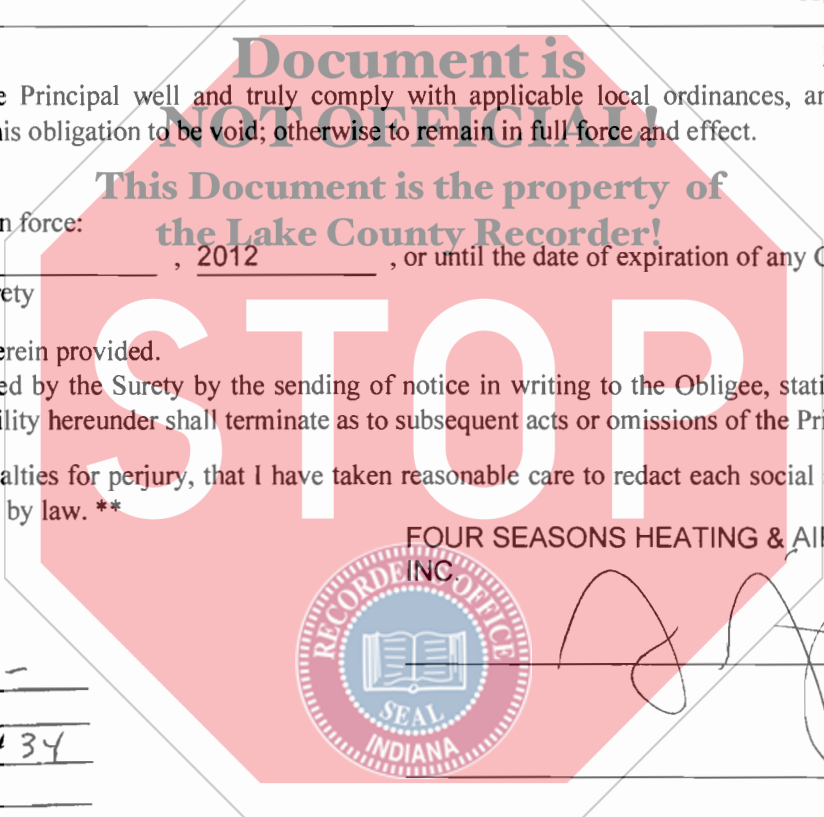 Document is
e Principal well and truly comply with applicable local ordinances, an
is obligation to be void; otherwise to remain in full force and effect.
NOT OFFICIAL!
This Document is the property of
n force:
the Lake County Recorder!
, 2012 , or until the date of expiration of any C
ety
STOP
erein provided.
ed by the Surety by the sending of notice in writing to the Obligee, stati
ility hereunder shall terminate as to subsequent acts or omissions of the Pri
alties for perjury, that I have taken reasonable care to redact each social
by law. **
FOUR SEASONS HEATING & AI
INC.
RECORDER'S OFFICE
SEAL
INDIANA
34